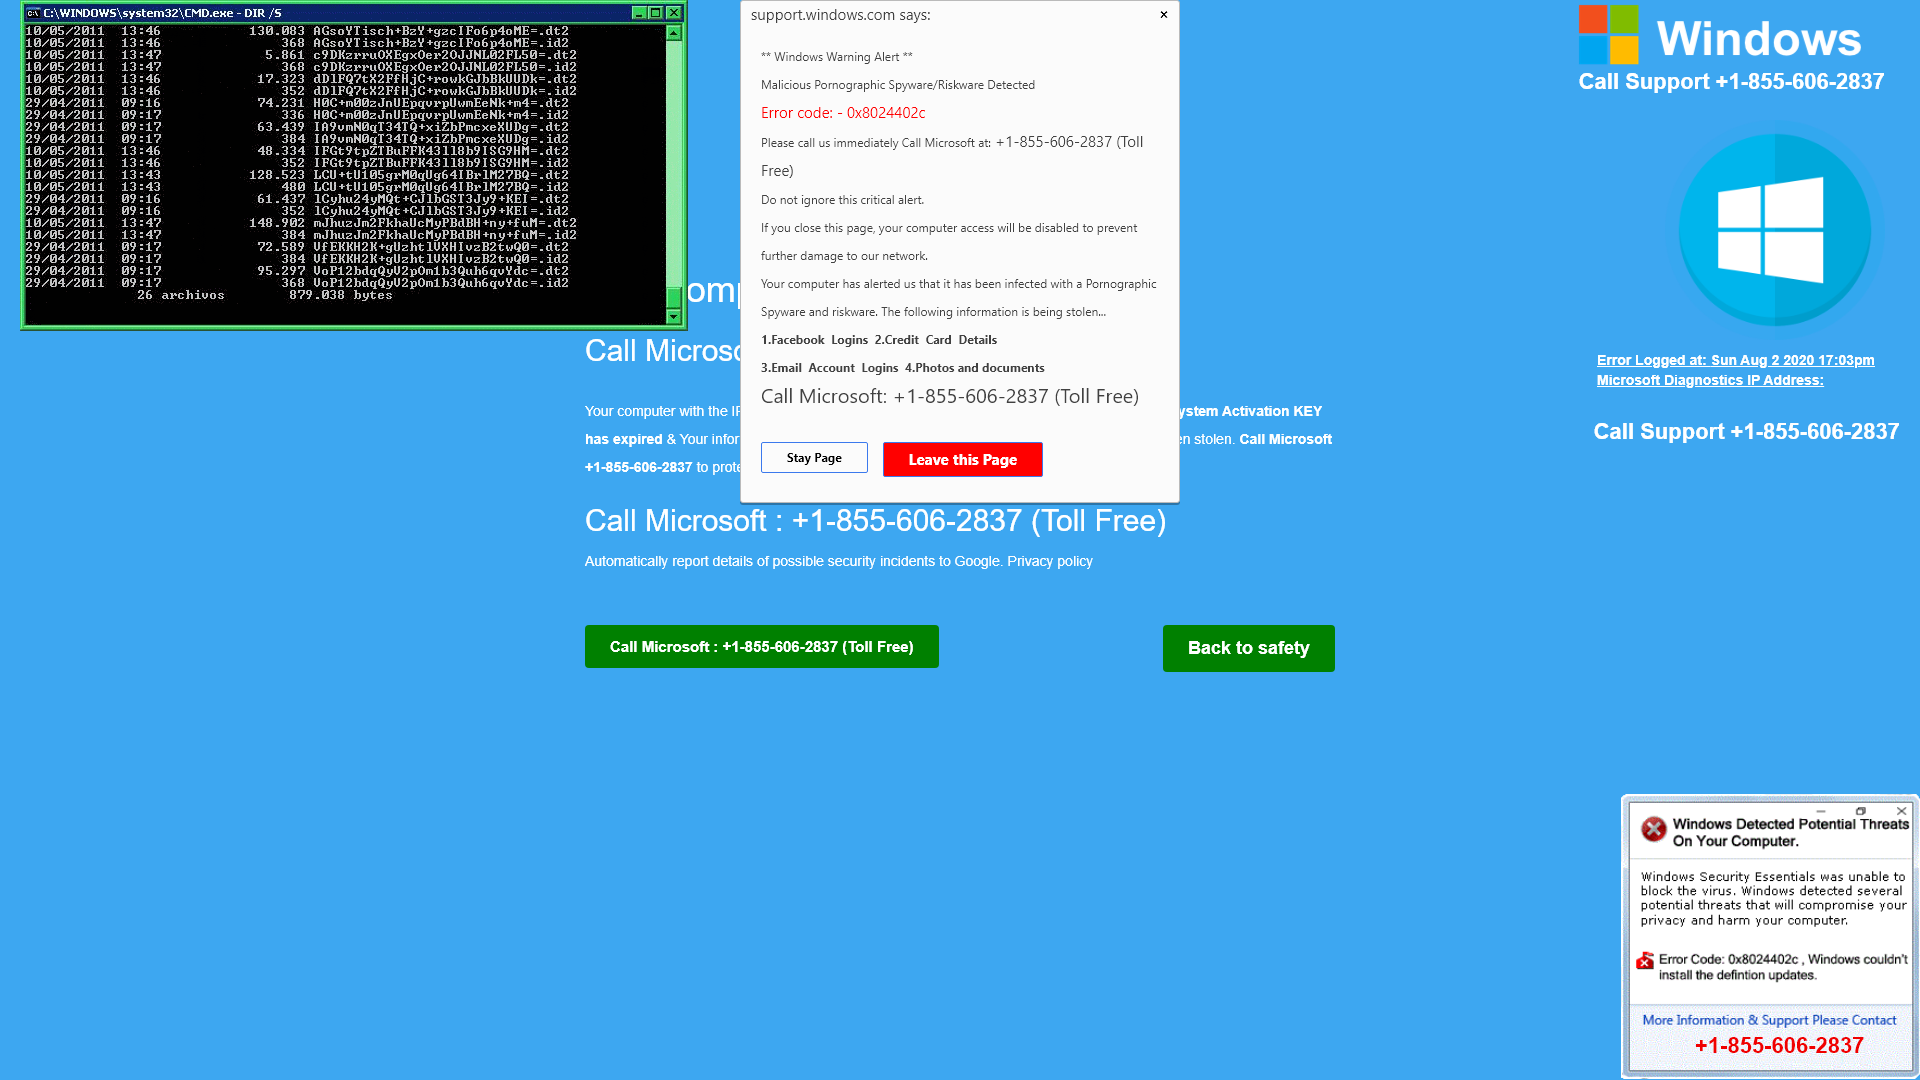 C:\WINDOWS\system32\CMD.exe - DIR /S
10/05/2011 13:46 130.083 AGsoYTisch+BzY+gzcIFo6p4oME=.dt2
10/05/2011 13:46 368 AGsoYTisch+BzY+gzcIFo6p4oME=.id2
10/05/2011 13:47 5.861 c9DKzrruOXEgxOer2OJJNL02FL50=.dt2
10/05/2011 13:47 368 c9DKzrruOXEgxOer2OJJNL02FL50=.id2
10/05/2011 13:46 17.323 dDlFQ7tX2FfHjC+rowkGJbBkUUDk=.dt2
10/05/2011 13:46 352 dDlFQ7tX2FfHjC+rowkGJbBkUUDk=.id2
29/04/2011 09:16 74.231 H0C+m00zJnUEpqvrpUwmEeNk+m4=.dt2
29/04/2011 09:17 336 H0C+m00zJnUEpqvrpUwmEeNk+m4=.id2
29/04/2011 09:17 63.439 IA9vmN0qT34TQ+xiZbPmcxeXUDg=.dt2
29/04/2011 09:17 384 IA9vmN0qT34TQ+xiZbPmcxeXUDg=.id2
10/05/2011 13:46 48.334 IFGt9tpZTBuFFK43ll8b9ISG9HM=.dt2
10/05/2011 13:46 352 IFGt9tpZTBuFFK43ll8b9ISG9HM=.id2
10/05/2011 13:43 128.523 LCU+tU105grM0qUg64IBrlM27BQ=.dt2
10/05/2011 13:43 480 LCU+tU105grM0qUg64IBrlM27BQ=.id2
29/04/2011 09:16 61.437 lCyhu24yMQt+CJlbGST3Jy9+KEI=.dt2
29/04/2011 09:16 352 lCyhu24yMQt+CJlbGST3Jy9+KEI=.id2
10/05/2011 13:47 148.902 mJhuzJm2FkhaUcMyPBdBH+ny+fuM=.dt2
10/05/2011 13:47 384 mJhuzJm2FkhaUcMyPBdBH+ny+fuM=.id2
29/04/2011 09:17 72.589 VfEKKH2K+gUzhtlVXHIvzB2twQ0=.dt2
29/04/2011 09:17 384 VfEKKH2K+gUzhtlVXHIvzB2twQ0=.id2
29/04/2011 09:17 95.297 VoP12bdqQyV2pOm1b3Quh6qvYdc=.dt2
29/04/2011 09:17 368 VoP12bdqQyV2pOm1b3Quh6qvYdc=.id2
26 archivos 879.038 bytes
support.windows.com says:
** Windows Warning Alert **
Malicious Pornographic Spyware/Riskware Detected
Error code: - 0x8024402c
Please call us immediately Call Microsoft at: +1-855-606-2837 (Toll
Free)
Do not ignore this critical alert.
If you close this page, your computer access will be disabled to prevent
further damage to our network.
Your computer has alerted us that it has been infected with a Pornographic
Spyware and riskware. The following information is being stolen...
1.Facebook Logins 2.Credit Card Details
3.Email Account Logins 4.Photos and documents
Call Microsoft: +1-855-606-2837 (Toll Free)
Stay Page
Leave this Page
Call
Your computer with the ystem Activation KEY
has expired & Your en stolen. Call Microsoft
+1-855-606-2837 to
Call Microsoft : +1-855-606-2837 (Toll Free)
Automatically report details of possible security incidents to Google. Privacy policy
Call Microsoft : +1-855-606-2837 (Toll Free)
Back to safety
Windows
Call Support +1-855-606-2837
Error Logged at: Sun Aug 2 2020 17:03pm
Microsoft Diagnostics IP Address:
Call Support +1-855-606-2837
Windows Detected Potential Threats
On Your Computer.
Windows Security Essentials was unable to
block the virus. Windows detected several
potential threats that will compromise your
privacy and harm your computer.
Error Code: 0x8024402c , Windows couldn't
install the defintion updates.
More Information & Support Please Contact
+1-855-606-2837